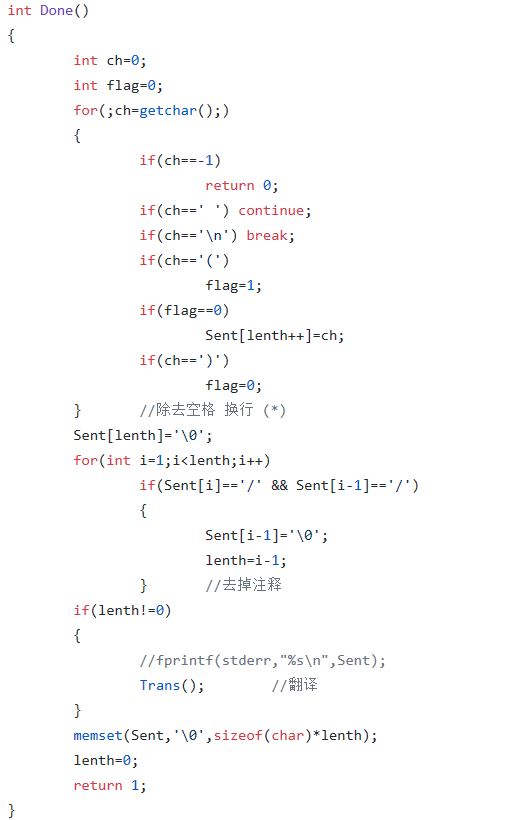 int Done()
{
        int ch=0;
        int flag=0;
        for(;ch=getchar();)
        {
                if(ch==-1)
                        return 0;
                if(ch==' ') continue;
                if(ch=='\n') break;
                if(ch=='(')
                        flag=1;
                if(flag==0)
                        Sent[lenth++]=ch;
                if(ch==')')
                        flag=0;
        }       //除去空格 换行 (*)
        Sent[lenth]='\0';
        for(int i=1;i<lenth;i++)
                if(Sent[i]=='/' && Sent[i-1]=='/')
                {
                        Sent[i-1]='\0';
                        lenth=i-1;
                }       //去掉注释
        if(lenth!=0)
        {
                //fprintf(stderr,"%s\n",Sent);
                Trans();        //翻译
        }
        memset(Sent,'\0',sizeof(char)*lenth);
        lenth=0;
        return 1;
}